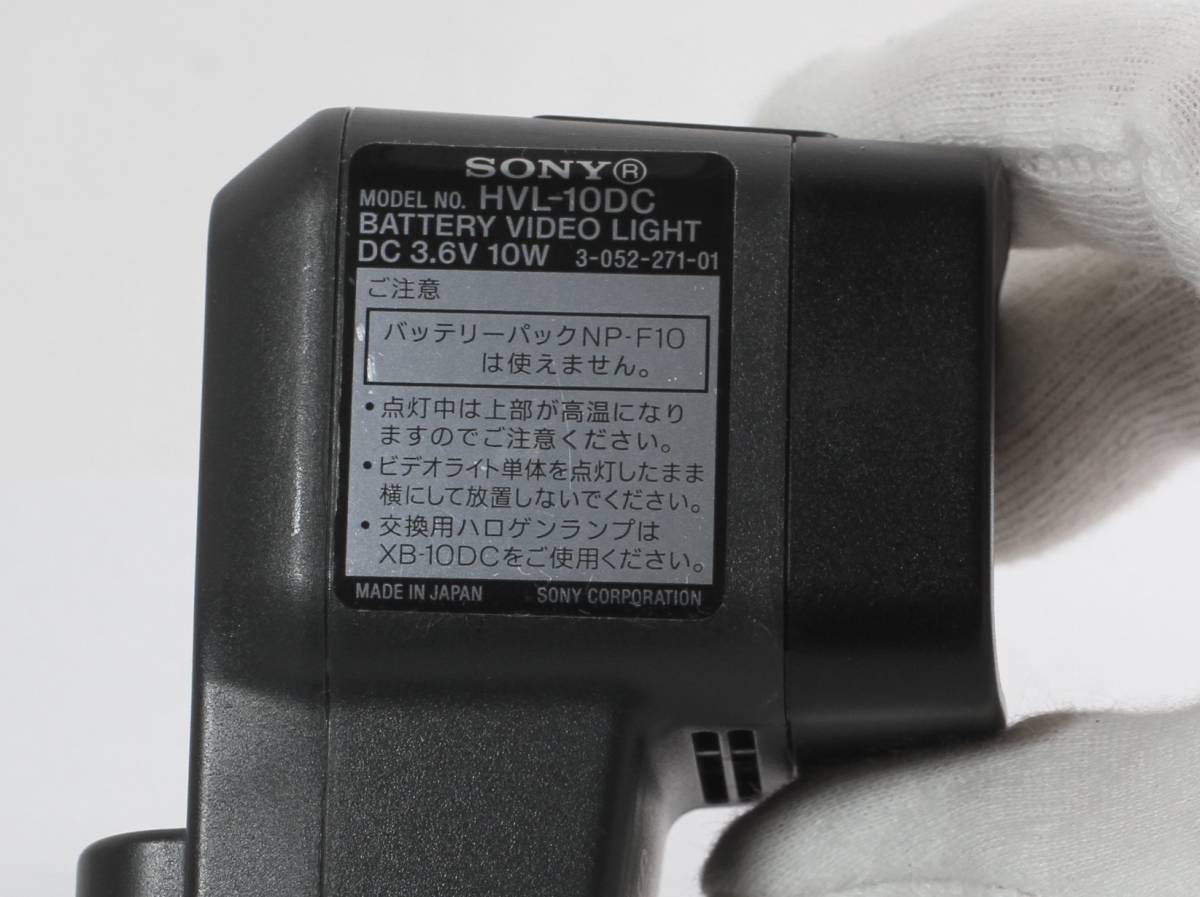 SONY®
MODEL NO. HVL-10DC
BATTERY VIDEO LIGHT
DC 3.6V 10W 3-052-271-01
ご注意
バッテリーパックNP-F10
は使えません。
・点灯中は上部が高温になり
ますのでご注意ください。
・ビデオライト単体を点灯したまま
横にして放置しないでください。
・交換用ハロゲンランプは
XB-10DCをご使用ください。
MADE IN JAPAN SONY CORPORATION